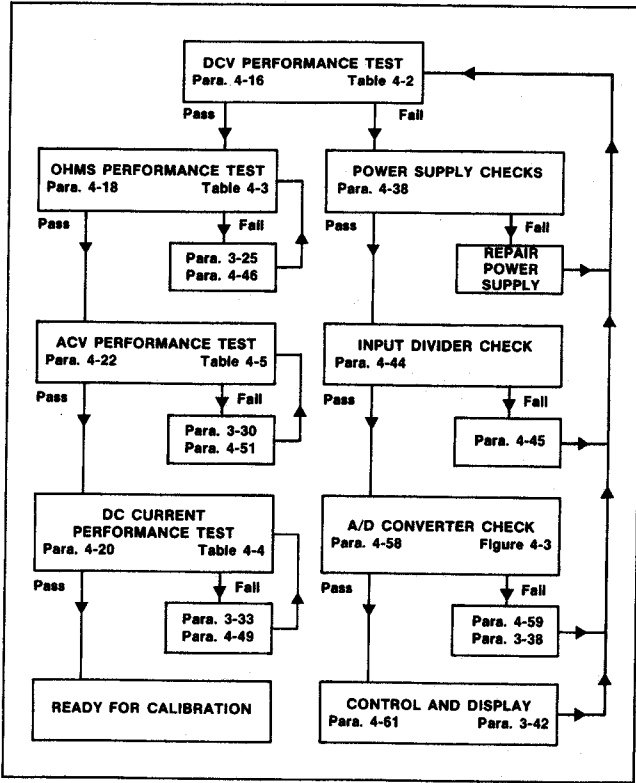 DCV PERFORMANCE TEST
Para. 4-16 Table 4-2
Pass Fail
OHMS PERFORMANCE TEST
Para. 4-18 Table 4-3
Pass Fail
Para. 3-25
Para. 4-46
POWER SUPPLY CHECKS
Para. 4-38
Pass Fail
REPAIR
POWER
SUPPLY
ACV PERFORMANCE TEST
Para. 4-22 Table 4-5
Pass Fail
Para. 3-30
Para. 4-51
INPUT DIVIDER CHECK
Para. 4-44
Pass Fail
Para. 4-45
DC CURRENT
PERFORMANCE TEST
Para. 4-20 Table 4-4
Pass Fail
Para. 3-33
Para. 4-49
A/D CONVERTER CHECK
Para. 4-58 Figure 4-3
Pass Fail
Para. 4-59
Para. 3-38
READY FOR CALIBRATION
CONTROL AND DISPLAY
Para. 4-61 Para. 3-42